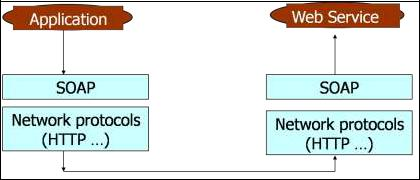 Application
Web Service
SOAP
SOAP
Network protocols
(HTTP ...)
Network protocols
(HTTP ...)